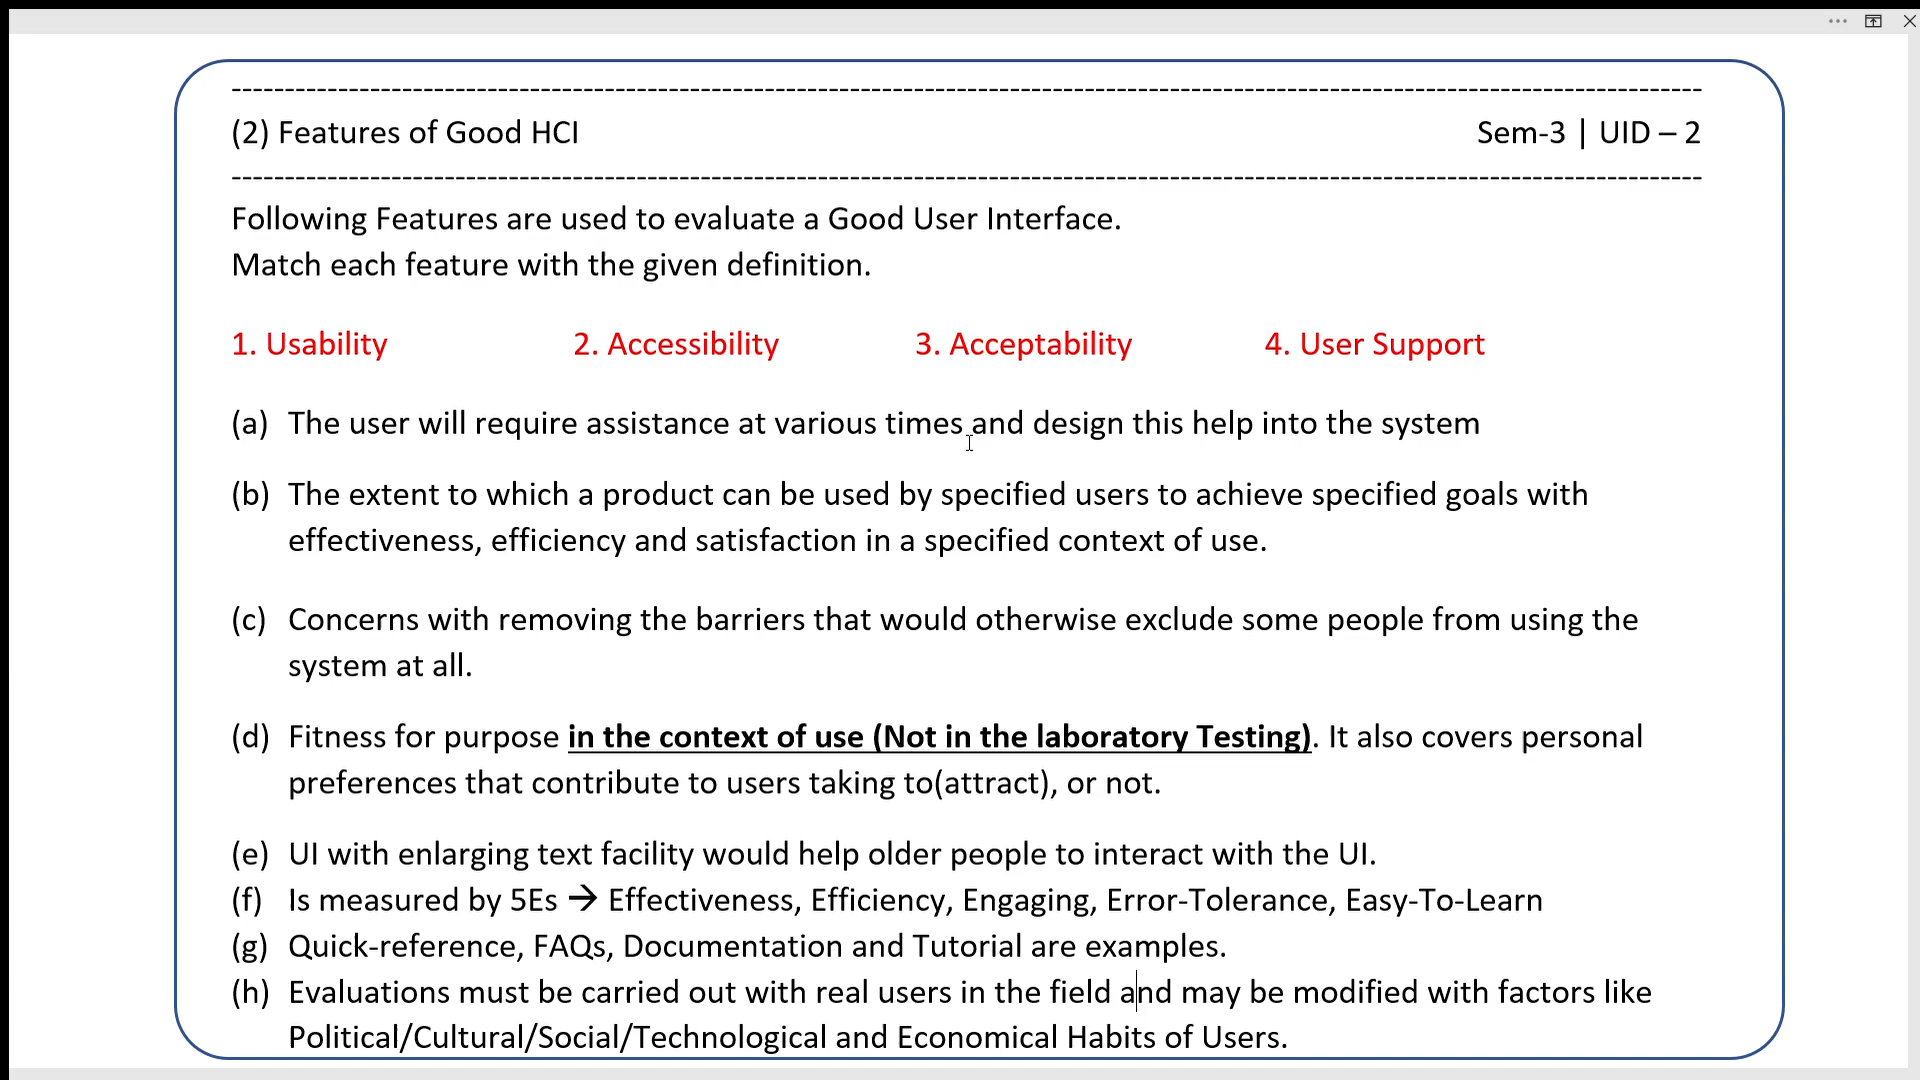 --------------------------------------------------------------------------------------------------------------------------------------------
(2) Features of Good HCI Sem-3 | UID – 2
--------------------------------------------------------------------------------------------------------------------------------------------
Following Features are used to evaluate a Good User Interface.
Match each feature with the given definition.
1. Usability 2. Accessibility 3. Acceptability 4. User Support
(a) The user will require assistance at various times and design this help into the system
(b) The extent to which a product can be used by specified users to achieve specified goals with
effectiveness, efficiency and satisfaction in a specified context of use.
(c) Concerns with removing the barriers that would otherwise exclude some people from using the
system at all.
(d) Fitness for purpose in the context of use (Not in the laboratory Testing). It also covers personal
preferences that contribute to users taking to(attract), or not.
(e) UI with enlarging text facility would help older people to interact with the UI.
(f) Is measured by 5Es → Effectiveness, Efficiency, Engaging, Error-Tolerance, Easy-To-Learn
(g) Quick-reference, FAQs, Documentation and Tutorial are examples.
(h) Evaluations must be carried out with real users in the field and may be modified with factors like
Political/Cultural/Social/Technological and Economical Habits of Users.